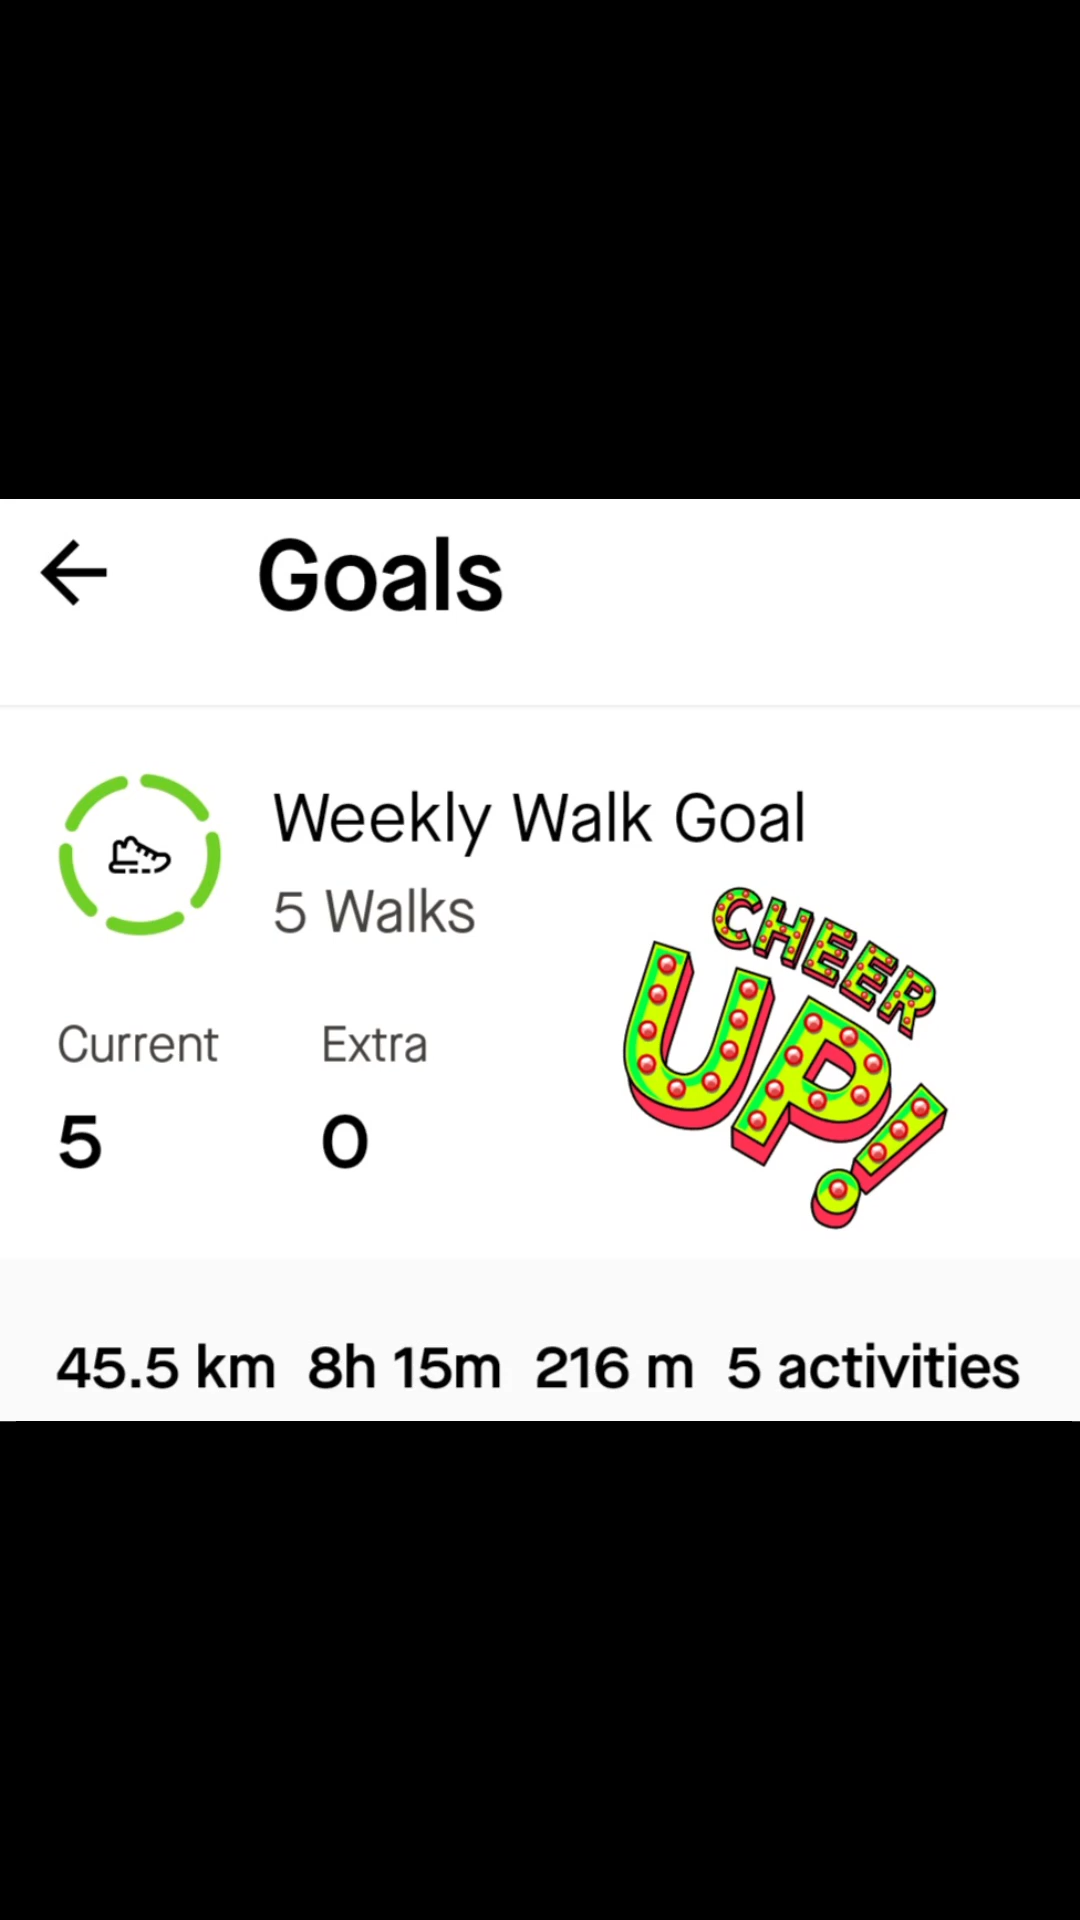 Goals
Weekly Walk Goal
5 Walks
CHEER
UP!
Current Extra
5 0
45.5 km 8h 15m 216 m 5 activities